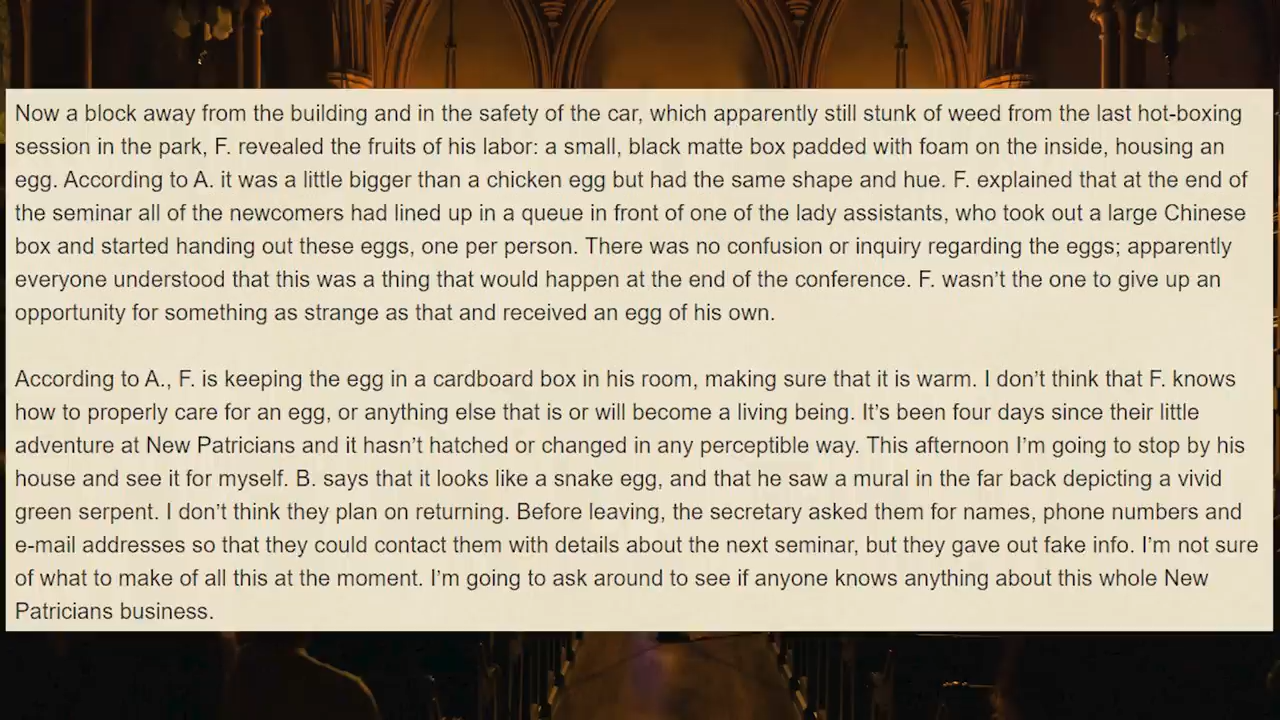 Now a block away from the building and in the safety of the car, which apparently still stunk of weed from the last hot-boxing
session in the park, F. revealed the fruits of his labor: a small, black matte box padded with foam on the inside, housing an
egg. According to A. it was a little bigger than a chicken egg but had the same shape and hue. F. explained that at the end of
the seminar all of the newcomers had lined up in a queue in front of one of the lady assistants, who took out a large Chinese
box and started handing out these eggs, one per person. There was no confusion or inquiry regarding the eggs; apparently
everyone understood that this was a thing that would happen at the end of the conference. F. wasn’t the one to give up an
opportunity for something as strange as that and received an egg of his own.
According to A., F. is keeping the egg in a cardboard box in his room, making sure that it is warm. I don’t think that F. knows
how to properly care for an egg, or anything else that is or will become a living being. It’s been four days since their little
adventure at New Patricians and it hasn’t hatched or changed in any perceptible way. This afternoon I’m going to stop by his
house and see it for myself. B. says that it looks like a snake egg, and that he saw a mural in the far back depicting a vivid
green serpent. I don’t think they plan on returning. Before leaving, the secretary asked them for names, phone numbers and
e-mail addresses so that they could contact them with details about the next seminar, but they gave out fake info. I’m not sure
of what to make of all this at the moment. I’m going to ask around to see if anyone knows anything about this whole New
Patricians business.